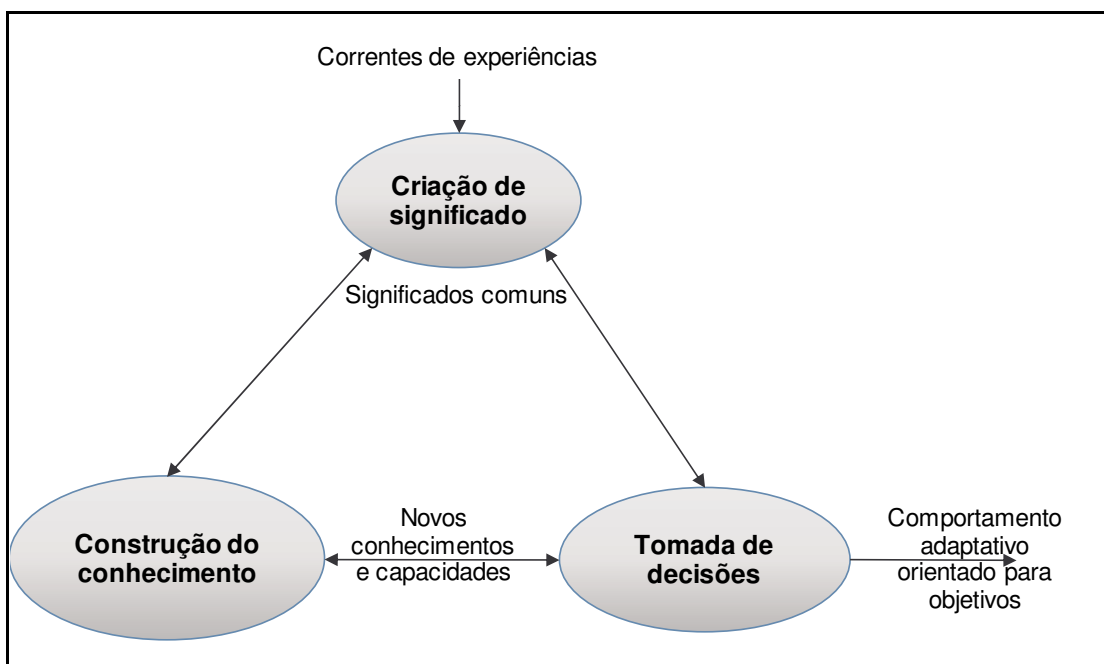 Correntes de experiências
Criação de
significado
Significados comuns
Construção do
conhecimento
Novos
conhecimentos
e capacidades
Tomada de
decisões
Comportamento
adaptativo
orientado para
objetivos